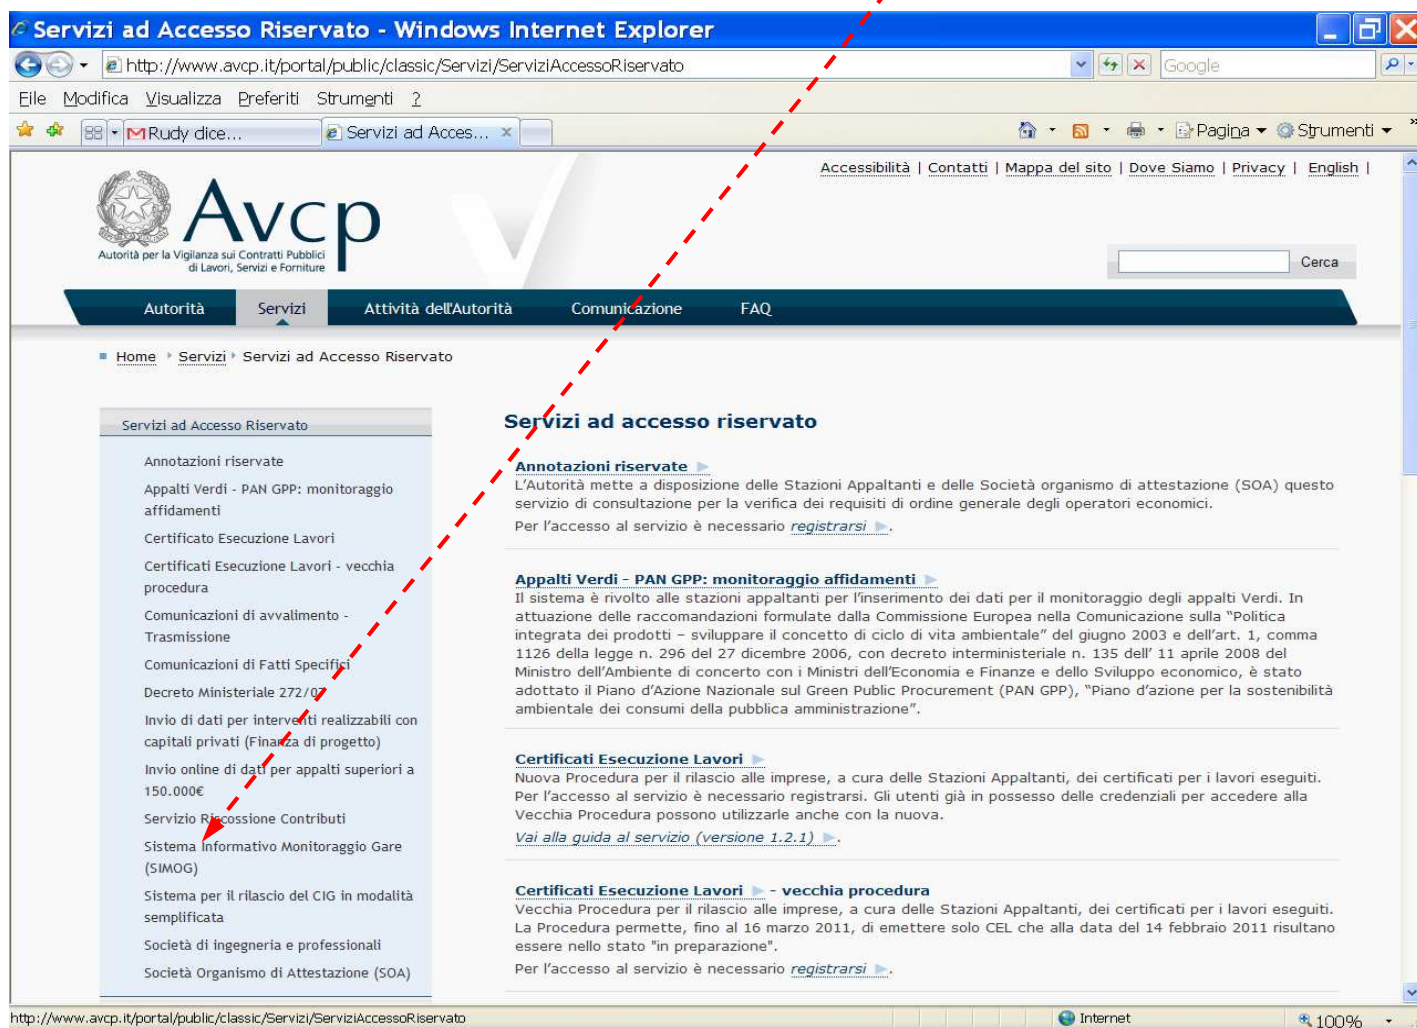 Servizi ad Accesso Riservato - Windows Internet Explorer
http://www.avcp.it/portal/public/classic/Servizi/ServiziAccessoRiservato
Google
File Modifica Visualizza Preferiti Strumenti ?
Rudy dice...
Servizi ad Acces...
Pagina
Strumenti
»
Accessibilità | Contatti | Mappa del sito | Dove Siamo | Privacy | English |
Avcp
Autorità per la Vigilanza sui Contratti Pubblici
di Lavori, Servizi e Forniture
Cerca
Autorità Servizi Attività dell'Autorità Comunicazione FAQ
Home Servizi Servizi ad Accesso Riservato
Servizi ad Accesso Riservato
Annotazioni riservate
Appalti Verdi - PAN GPP: monitoraggio
affidamenti
Certificato Esecuzione Lavori
Certificati Esecuzione Lavori - vecchia
procedura
Comunicazioni di avvalimento -
Trasmissione
Comunicazioni di Fatti Specifici
Decreto Ministeriale 272/07
Invio di dati per interventi realizzabili con
capitali privati (Finanza di progetto)
Invio online di dati per appalti superiori a
150.000€
Servizio Riscossione Contributi
Sistema Informativo Monitoraggio Gare
(SIMOG)
Sistema per il rilascio del CIG in modalità
semplificata
Società di ingegneria e professionali
Società Organismo di Attestazione (SOA)
Servizi ad accesso riservato
Annotazioni riservate
L'Autorità mette a disposizione delle Stazioni Appaltanti e delle Società organismo di attestazione (SOA) questo
servizio di consultazione per la verifica dei requisiti di ordine generale degli operatori economici.
Per l'accesso al servizio è necessario registrarsi .
Appalti Verdi - PAN GPP: monitoraggio affidamenti
Il sistema è rivolto alle stazioni appaltanti per l'inserimento dei dati per il monitoraggio degli appalti Verdi. In
attuazione delle raccomandazioni formulate dalla Commissione Europea nella Comunicazione sulla "Politica
integrata dei prodotti – sviluppare il concetto di ciclo di vita ambientale" del giugno 2003 e dell'art. 1, comma
1126 della legge n. 296 del 27 dicembre 2006, con decreto interministeriale n. 135 dell' 11 aprile 2008 del
Ministro dell'Ambiente di concerto con i Ministri dell'Economia e Finanze e dello Sviluppo economico, è stato
adottato il Piano d'Azione Nazionale sul Green Public Procurement (PAN GPP), "Piano d'azione per la sostenibilità
ambientale dei consumi della pubblica amministrazione".
Certificati Esecuzione Lavori
Nuova Procedura per il rilascio alle imprese, a cura delle Stazioni Appaltanti, dei certificati per i lavori eseguiti.
Per l'accesso al servizio è necessario registrarsi. Gli utenti già in possesso delle credenziali per accedere alla
Vecchia Procedura possono utilizzarle anche con la nuova.
Vai alla guida al servizio (versione 1.2.1) .
Certificati Esecuzione Lavori - vecchia procedura
Vecchia Procedura per il rilascio alle imprese, a cura delle Stazioni Appaltanti, dei certificati per i lavori eseguiti.
La Procedura permette, fino al 16 marzo 2011, di emettere solo CEL che alla data del 14 febbraio 2011 risultano
essere nello stato "in preparazione".
Per l'accesso al servizio è necessario registrarsi .
http://www.avcp.it/portal/public/classic/Servizi/ServiziAccessoRiservato
Internet
100%